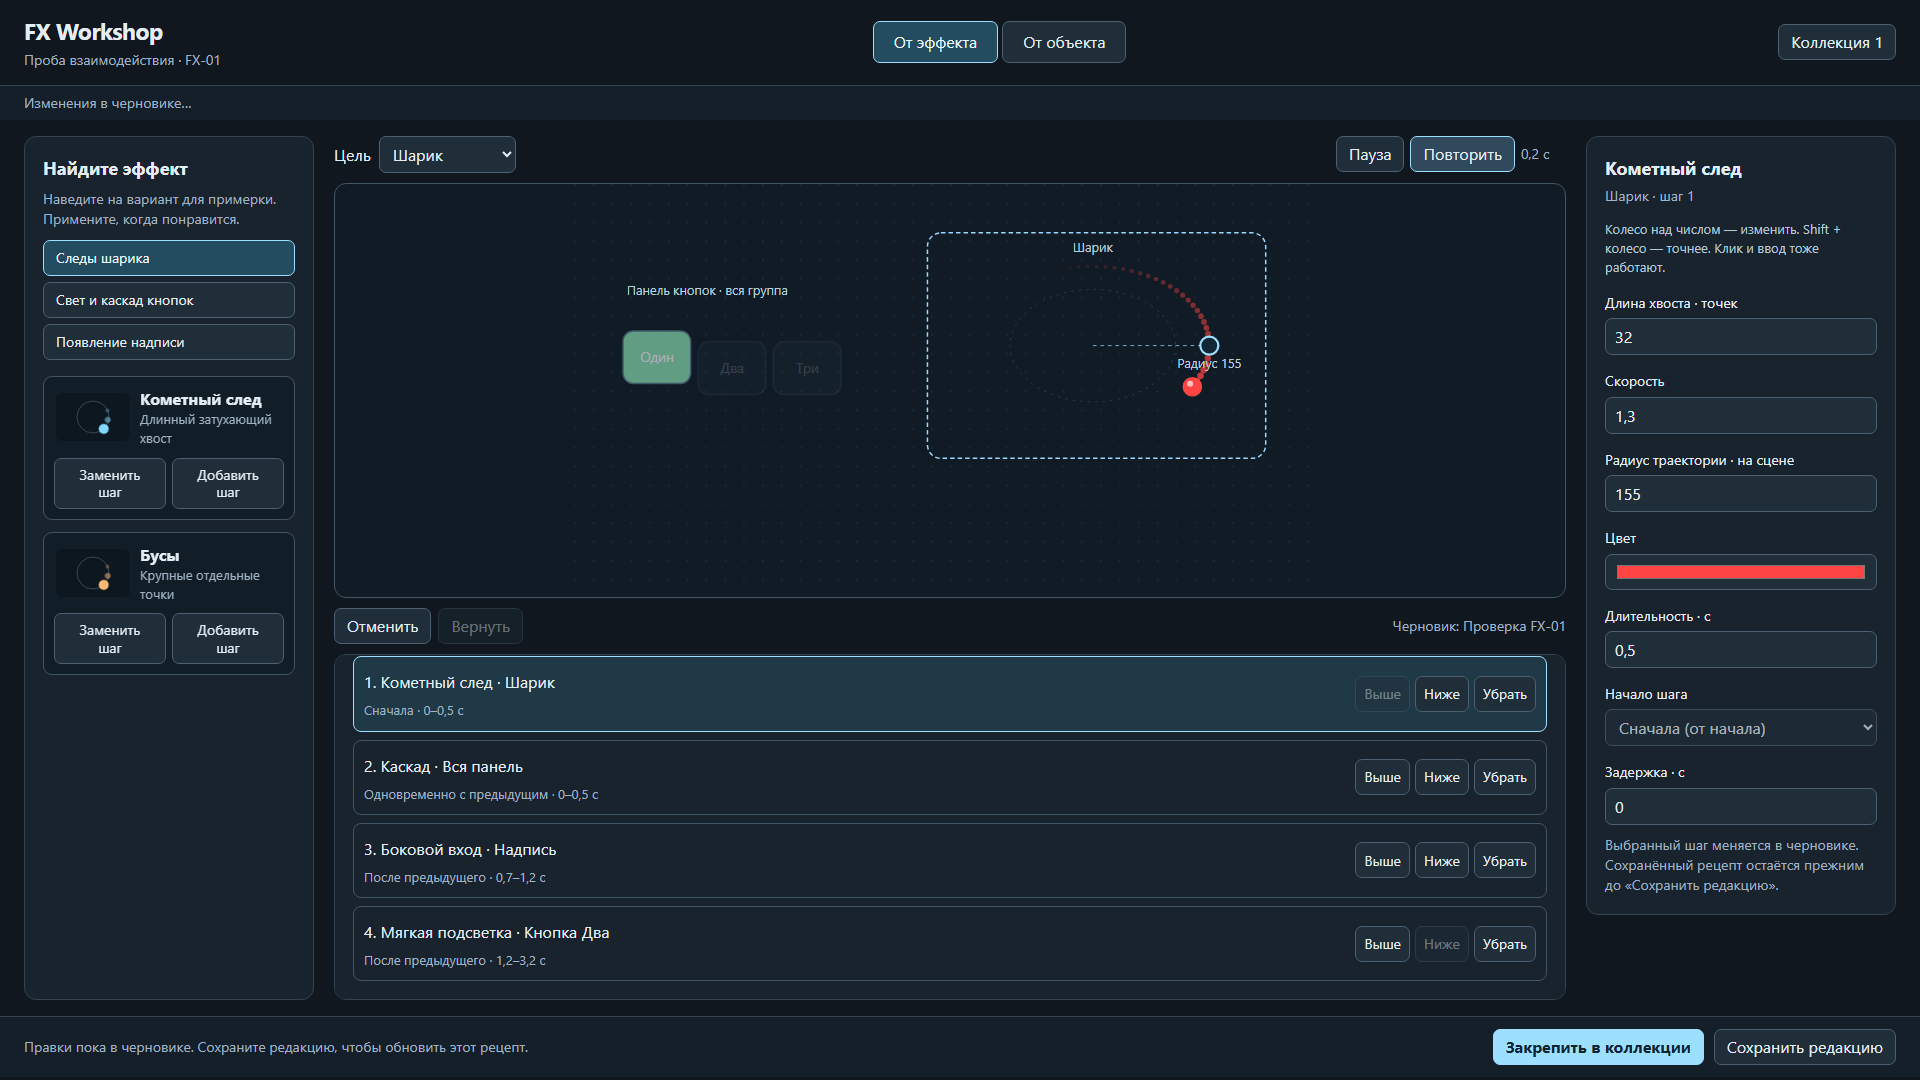 FX Workshop
Проба взаимодействия · FX-01
От эффекта
От объекта
Коллекция 1
Изменения в черновике...
Найдите эффект
Наведите на вариант для примерки.
Примените, когда понравится.
Следы шарика
Свет и каскад кнопок
Появление надписи
Кометный след
Длинный затухающий
хвост
Заменить
шаг
Добавить
шаг
Бусы
Крупные отдельные
точки
Заменить
шаг
Добавить
шаг
Цель
Шарик
Пауза
Повторить
0,2 с
Шарик
Панель кнопок · вся группа
Один
Два
Три
Радиус 155
Отменить
Вернуть
Черновик: Проверка FX-01
1. Кометный след · Шарик
Сначала · 0–0,5 с
Выше
Ниже
Убрать
2. Каскад · Вся панель
Одновременно с предыдущим · 0–0,5 с
Выше
Ниже
Убрать
3. Боковой вход · Надпись
После предыдущего · 0,7–1,2 с
Выше
Ниже
Убрать
4. Мягкая подсветка · Кнопка Два
После предыдущего · 1,2–3,2 с
Выше
Ниже
Убрать
Кометный след
Шарик · шаг 1
Колесо над числом — изменить. Shift +
колесо — точнее. Клик и ввод тоже
работают.
Длина хвоста · точек
32
Скорость
1,3
Радиус траектории · на сцене
155
Цвет
Длительность · с
0,5
Начало шага
Сначала (от начала)
Задержка · с
0
Выбранный шаг меняется в черновике.
Сохранённый рецепт остаётся прежним
до «Сохранить редакцию».
Правки пока в черновике. Сохраните редакцию, чтобы обновить этот рецепт.
Закрепить в коллекции
Сохранить редакцию